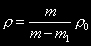 ρ = m / (m − m₁) ρ₀